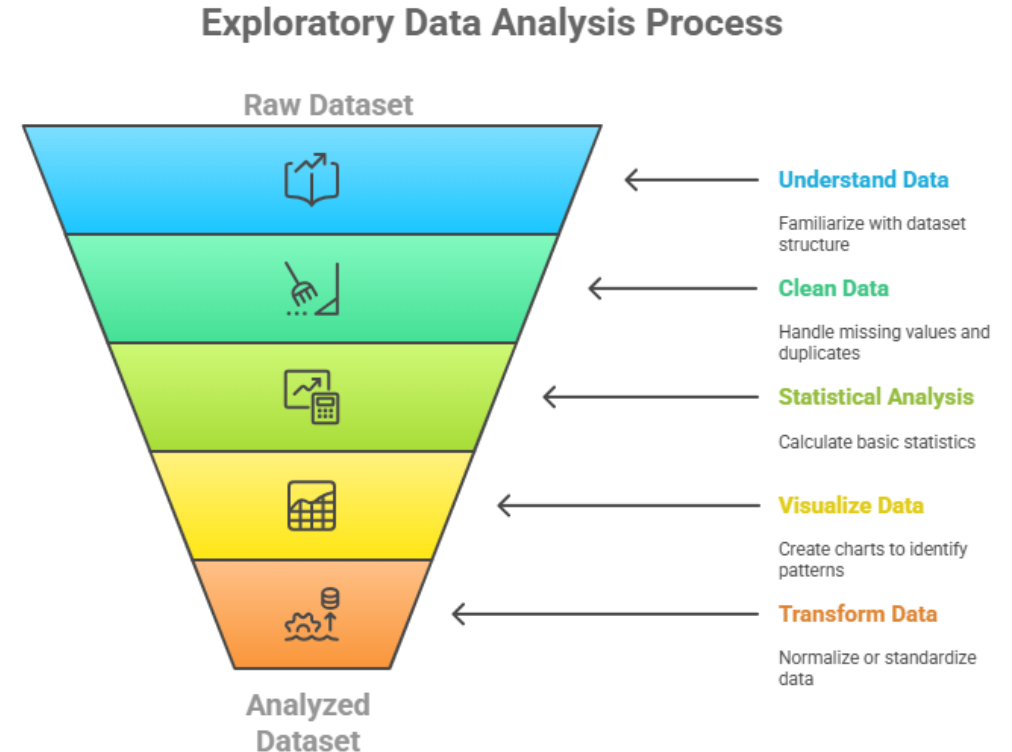 Exploratory Data Analysis Process
Raw Dataset
Understand Data
Familiarize with dataset
structure
Clean Data
Handle missing values and
duplicates
Statistical Analysis
Calculate basic statistics
Visualize Data
Create charts to identify
patterns
Transform Data
Normalize or standardize
data
Analyzed
Dataset